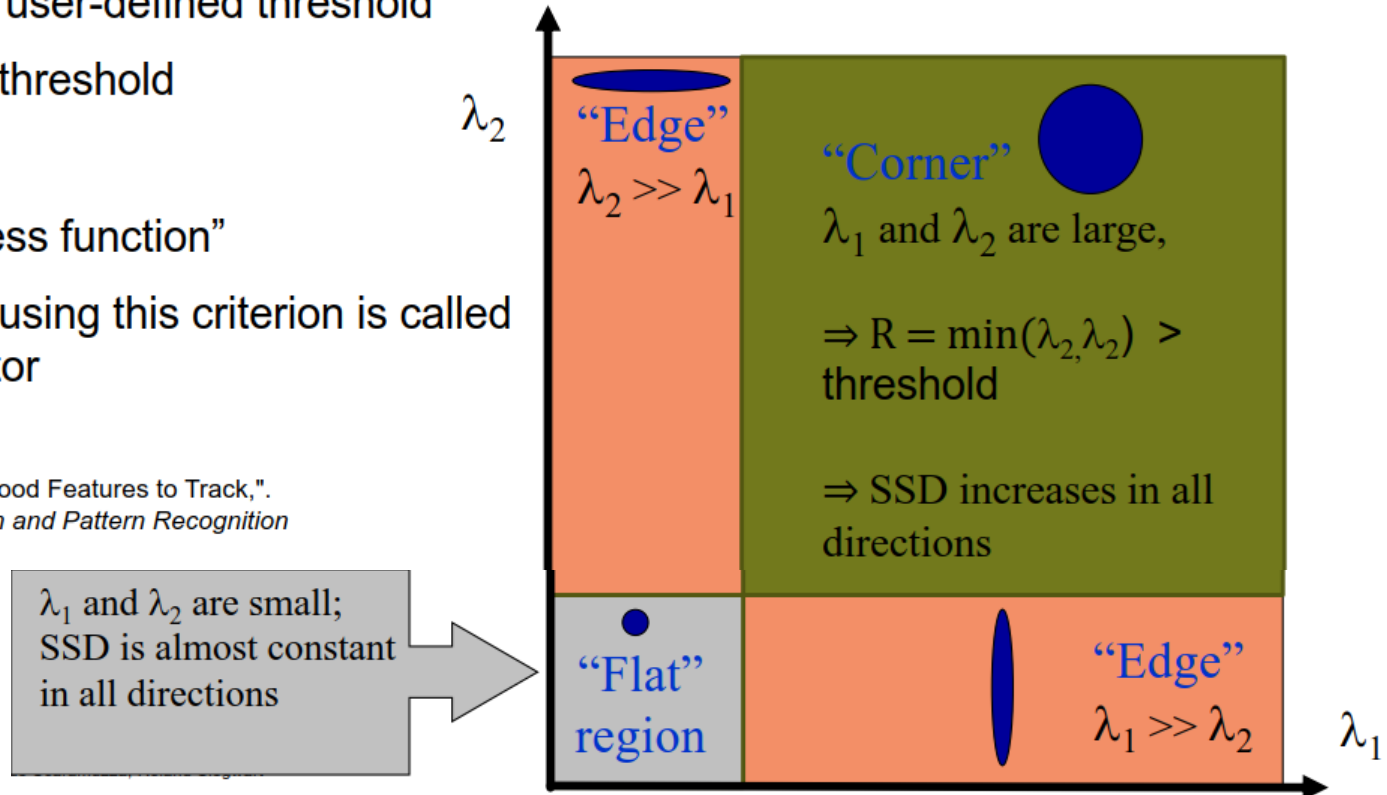 user-defined threshold
threshold
ess function”
using this criterion is called
tor
ood Features to Track,".
n and Pattern Recognition
λ1 and λ2 are small;
SSD is almost constant
in all directions
λ2
“Edge”
λ2 >> λ1
“Corner”
λ1 and λ2 are large,
⇒ R = min(λ2,λ2) >
threshold
⇒ SSD increases in all
directions
“Flat”
region
“Edge”
λ1 >> λ2
λ1